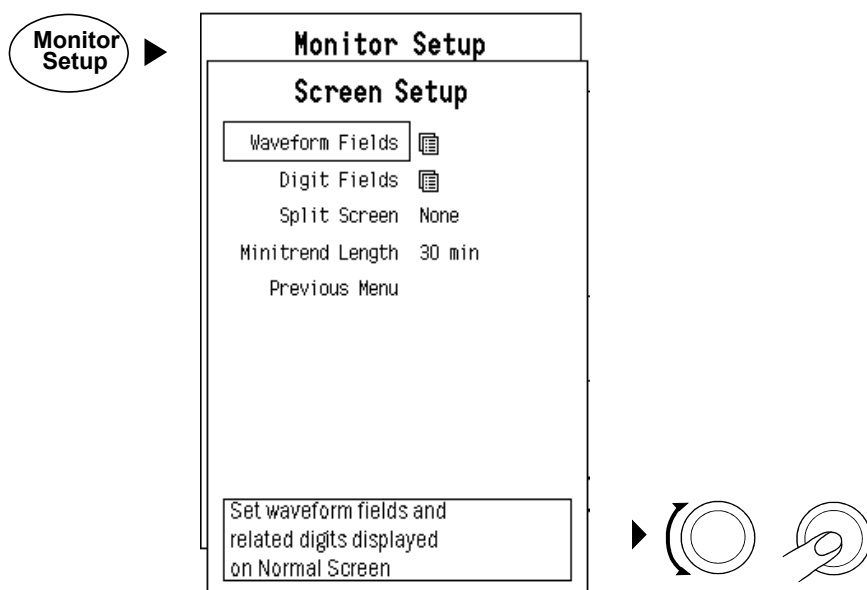 Monitor
Setup
Monitor Setup
Screen Setup
Waveform Fields
Digit Fields
Split Screen None
Minitrend Length 30 min
Previous Menu
Set waveform fields and
related digits displayed
on Normal Screen